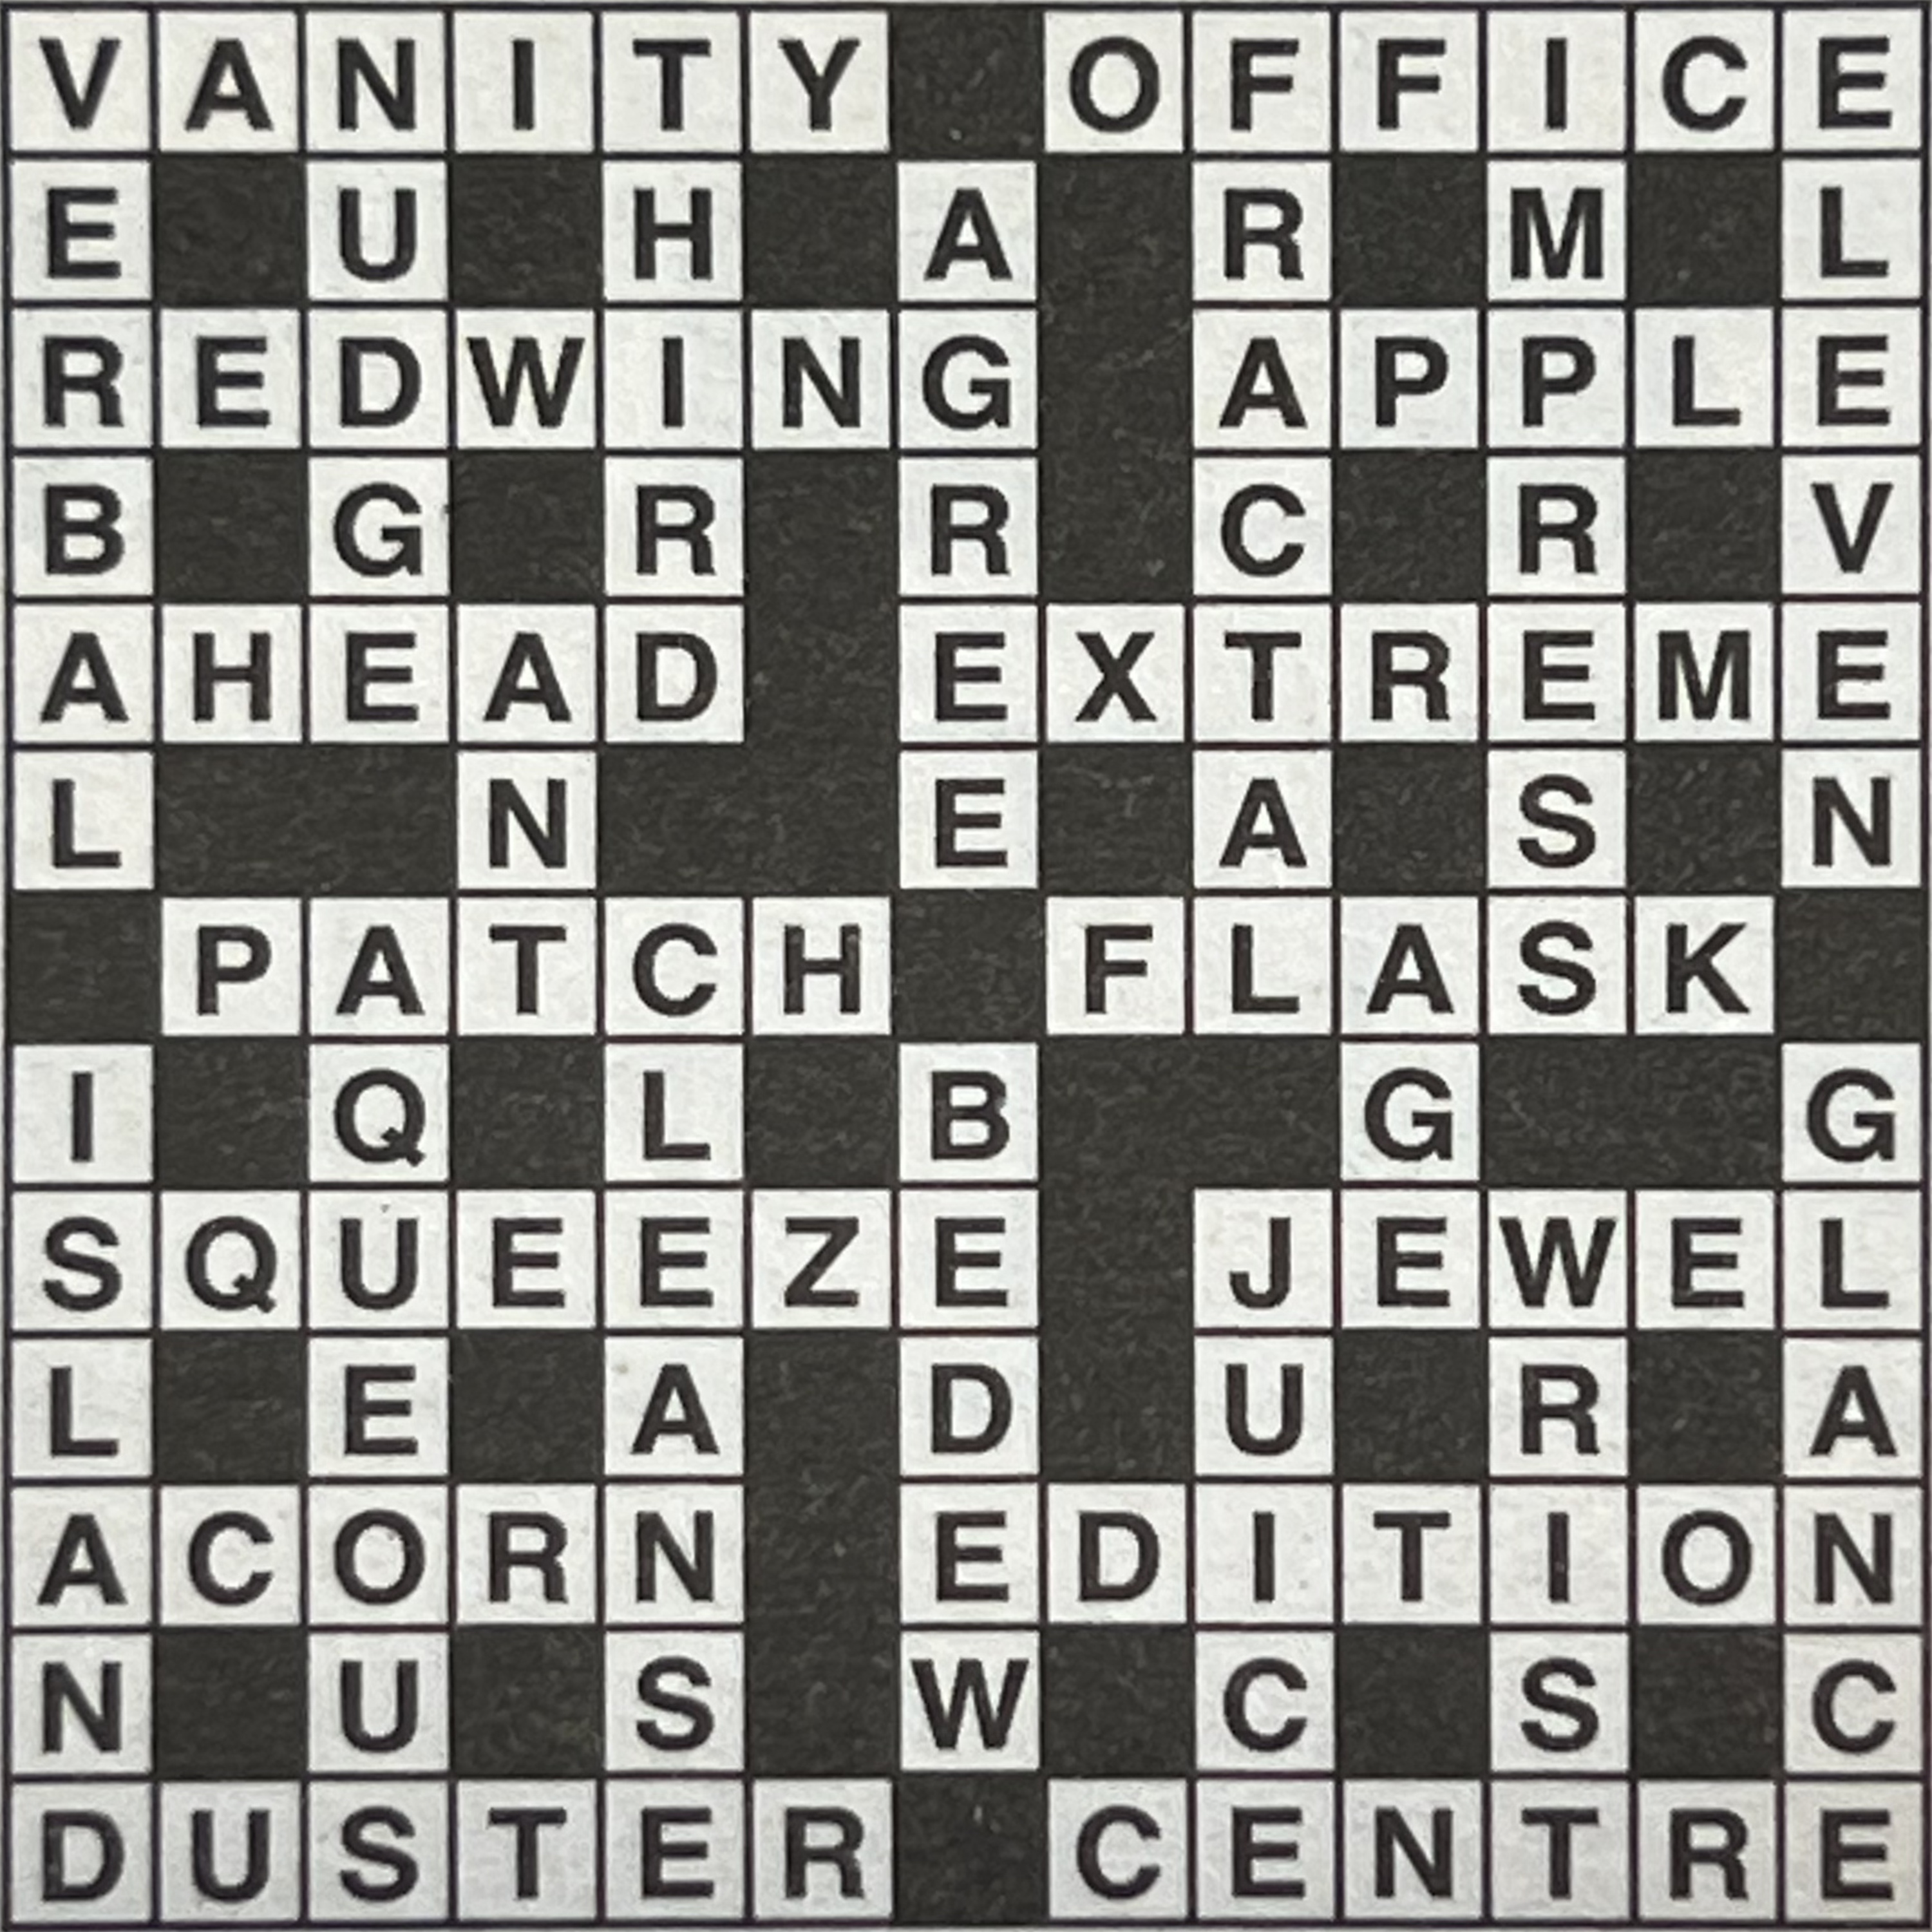 VANITY OFFICE
E U H A R M L
REDWING APPLE
B G R R C R V
AHEAD EXTREME
L N E A S N
PATCH FLASK
I Q L B G G
SQUEEZE JEWEL
L E A D U R A
ACORN EDITION
N U S W C S C
DUSTER CENTRE